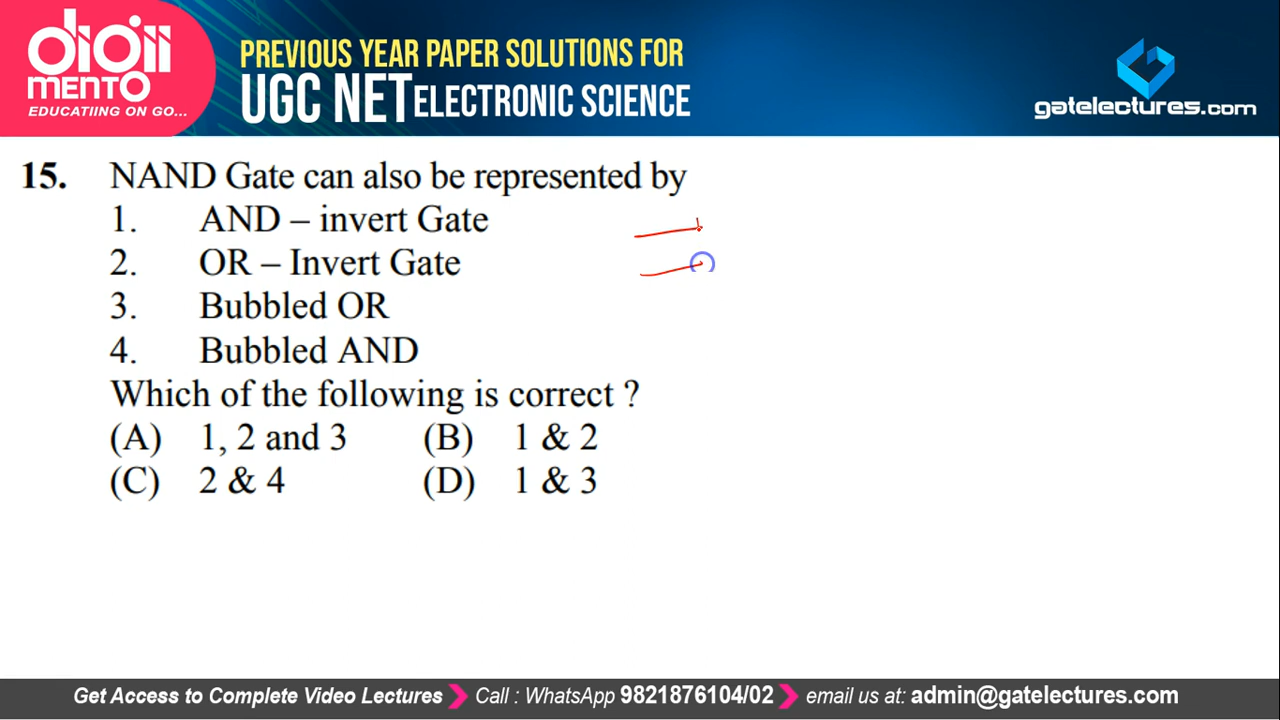 digii
MENTO
EDUCATIING ON GO...
PREVIOUS YEAR PAPER SOLUTIONS FOR
UGC NET ELECTRONIC SCIENCE
gatelectures.com
15. NAND Gate can also be represented by
1. AND – invert Gate
2. OR – Invert Gate
3. Bubbled OR
4. Bubbled AND
Which of the following is correct ?
(A) 1, 2 and 3 (B) 1 & 2
(C) 2 & 4 (D) 1 & 3
Get Access to Complete Video Lectures Call : WhatsApp 9821876104/02 email us at: admin@gatelectures.com